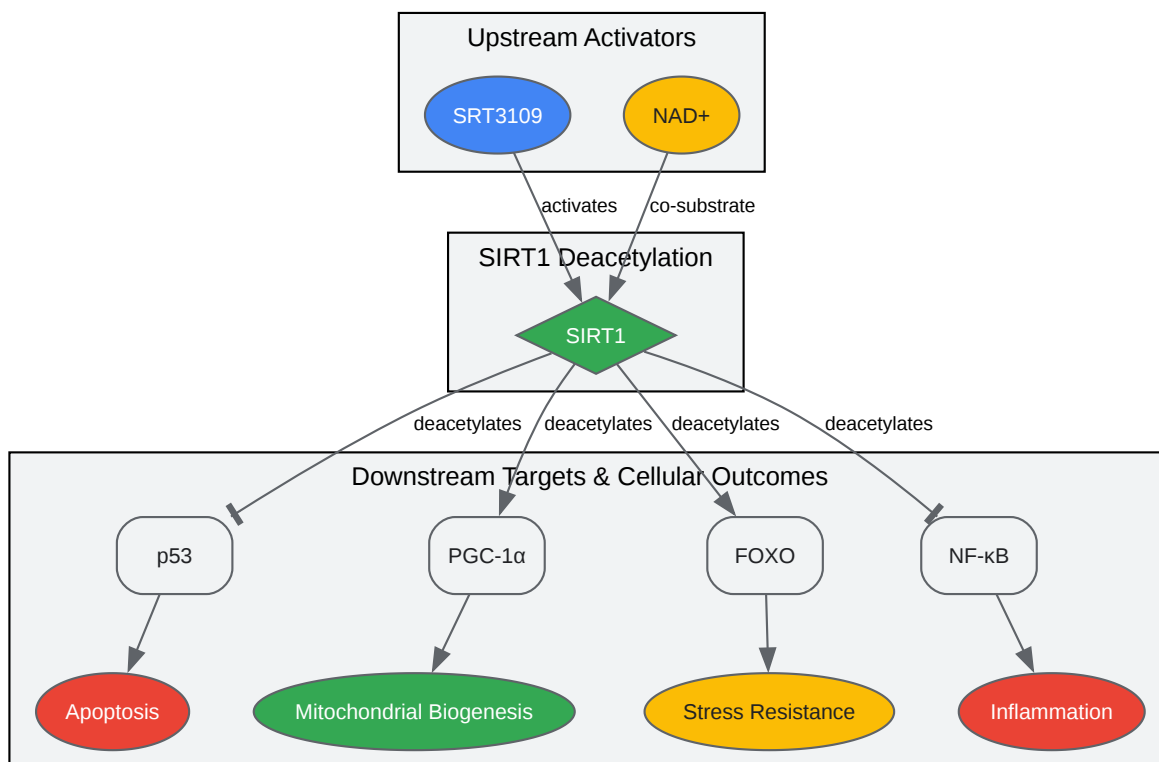 Upstream Activators
SRT3109
NAD+
activates
co-substrate
SIRT1 Deacetylation
SIRT1
deacetylates
deacetylates
deacetylates
deacetylates
Downstream Targets & Cellular Outcomes
p53
PGC-1α
FOXO
NF-κB
Apoptosis
Mitochondrial Biogenesis
Stress Resistance
Inflammation